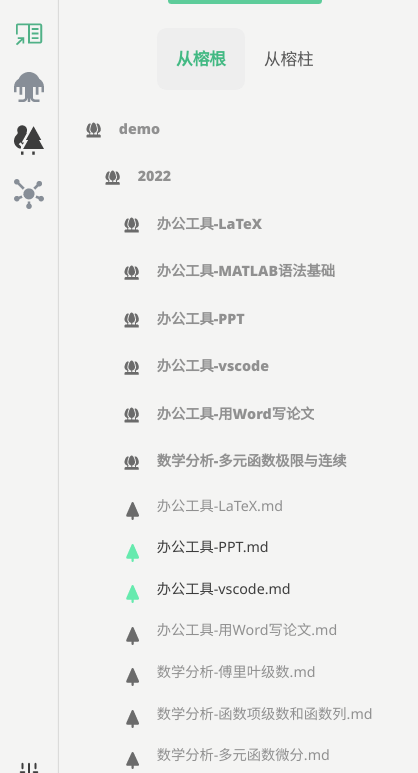 从榕根 从榕柱
demo
2022
办公工具-LaTeX
办公工具-MATLAB语法基础
办公工具-PPT
办公工具-vscode
办公工具-用Word写论文
数学分析-多元函数极限与连续
办公工具-LaTeX.md
办公工具-PPT.md
办公工具-vscode.md
办公工具-用Word写论文.md
数学分析-傅里叶级数.md
数学分析-函数项级数和函数列.md
数学分析-多元函数微分.md